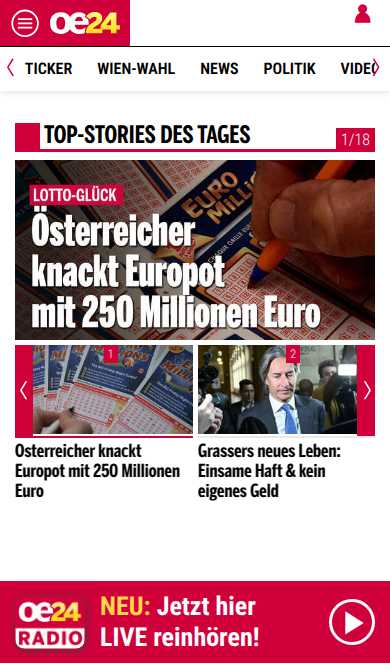 oe24
TICKER WIEN-WAHL NEWS POLITIK VIDE
TOP-STORIES DES TAGES
1/18
EURO
LOTTO-GLÜCK
Österreicher
knackt Europot
mit 250 Millionen Euro
1
2
Österreicher knackt
Europot mit 250 Millionen
Euro
Grassers neues Leben:
Einsame Haft & kein
eigenes Geld
oe24
RADIO
NEU: Jetzt hier
LIVE reinhören!